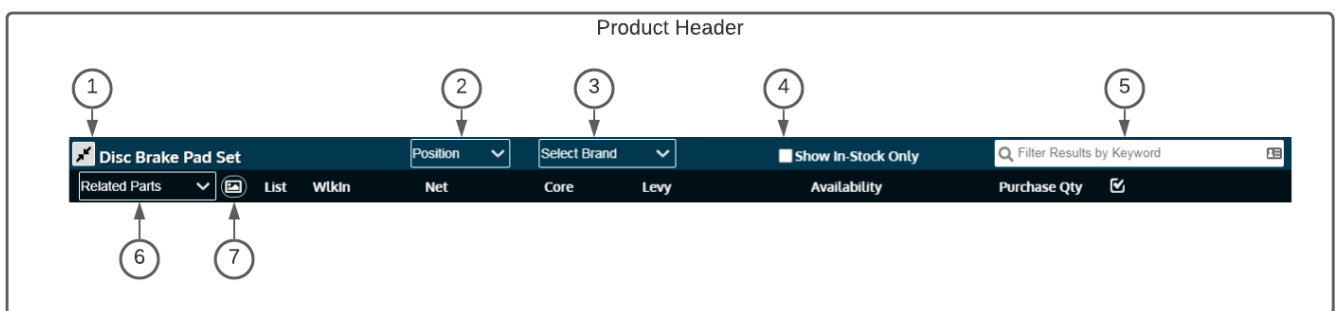 Product Header
1 2 3 4 5
Disc Brake Pad Set Position Select Brand Show In-Stock Only Filter Results by Keyword
Related Parts List WlkIn Net Core Levy Availability Purchase Qty
6 7